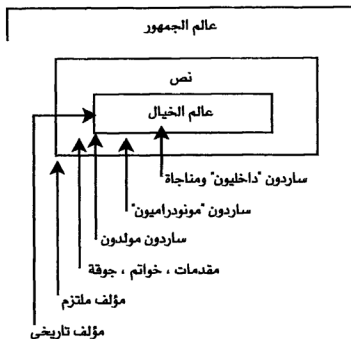 عالم الجمهور
نص
عالم الخيال
ساردون "داخليون" ومناجاة
ساردون "مونودراميون"
ساردون مولدون
مقدمات ، خواتم ، جوقة
مؤلف ملتزم
مؤلف تاريخي